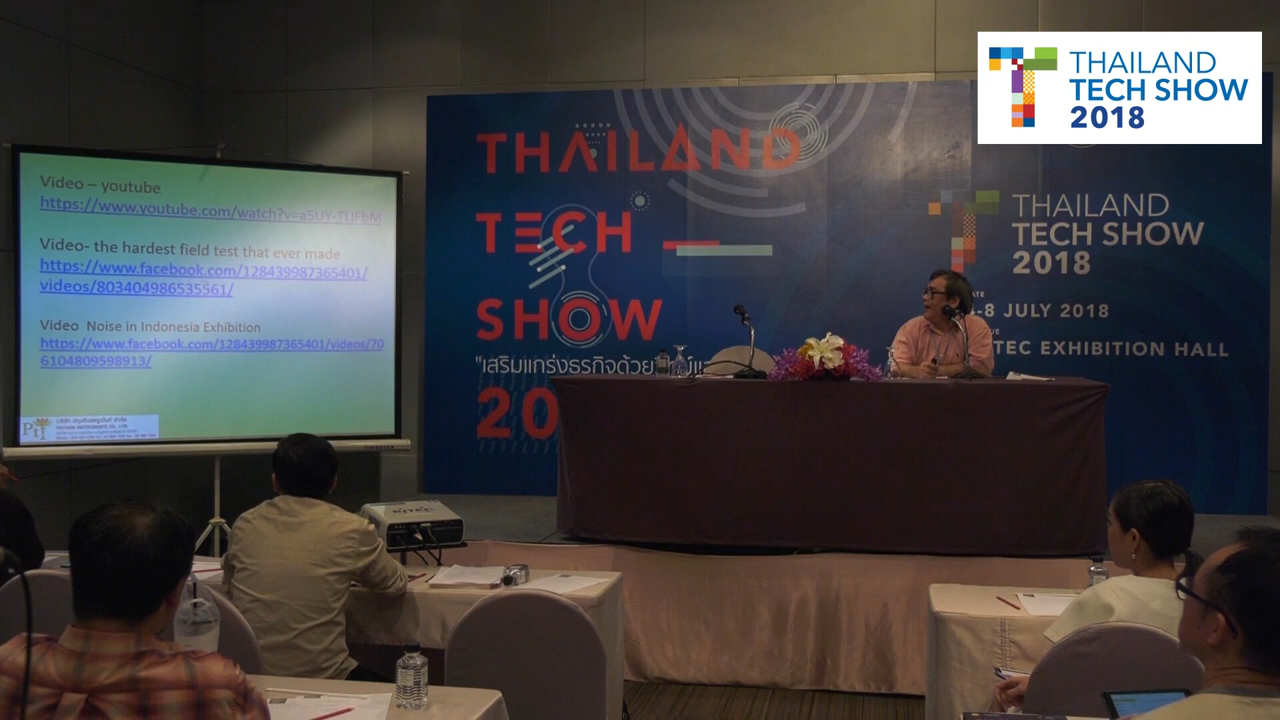 THAILAND
TECH SHOW
2018
Video – youtube
https://www.youtube.com/watch?v=a5UY-TLlFbM
Video- the hardest field test that ever made
https://www.facebook.com/128439987365401/
videos/803404986535561/
Video Noise in Indonesia Exhibition
https://www.facebook.com/128439987365401/videos/70
6104809598913/
PtI
THAILAND
TECH
SHOW
"เสริมแกร่งธุรกิจด้วย
20
THAILAND
TECH SHOW
2018
-8 JULY 2018
TEC EXHIBITION HALL
BITEC